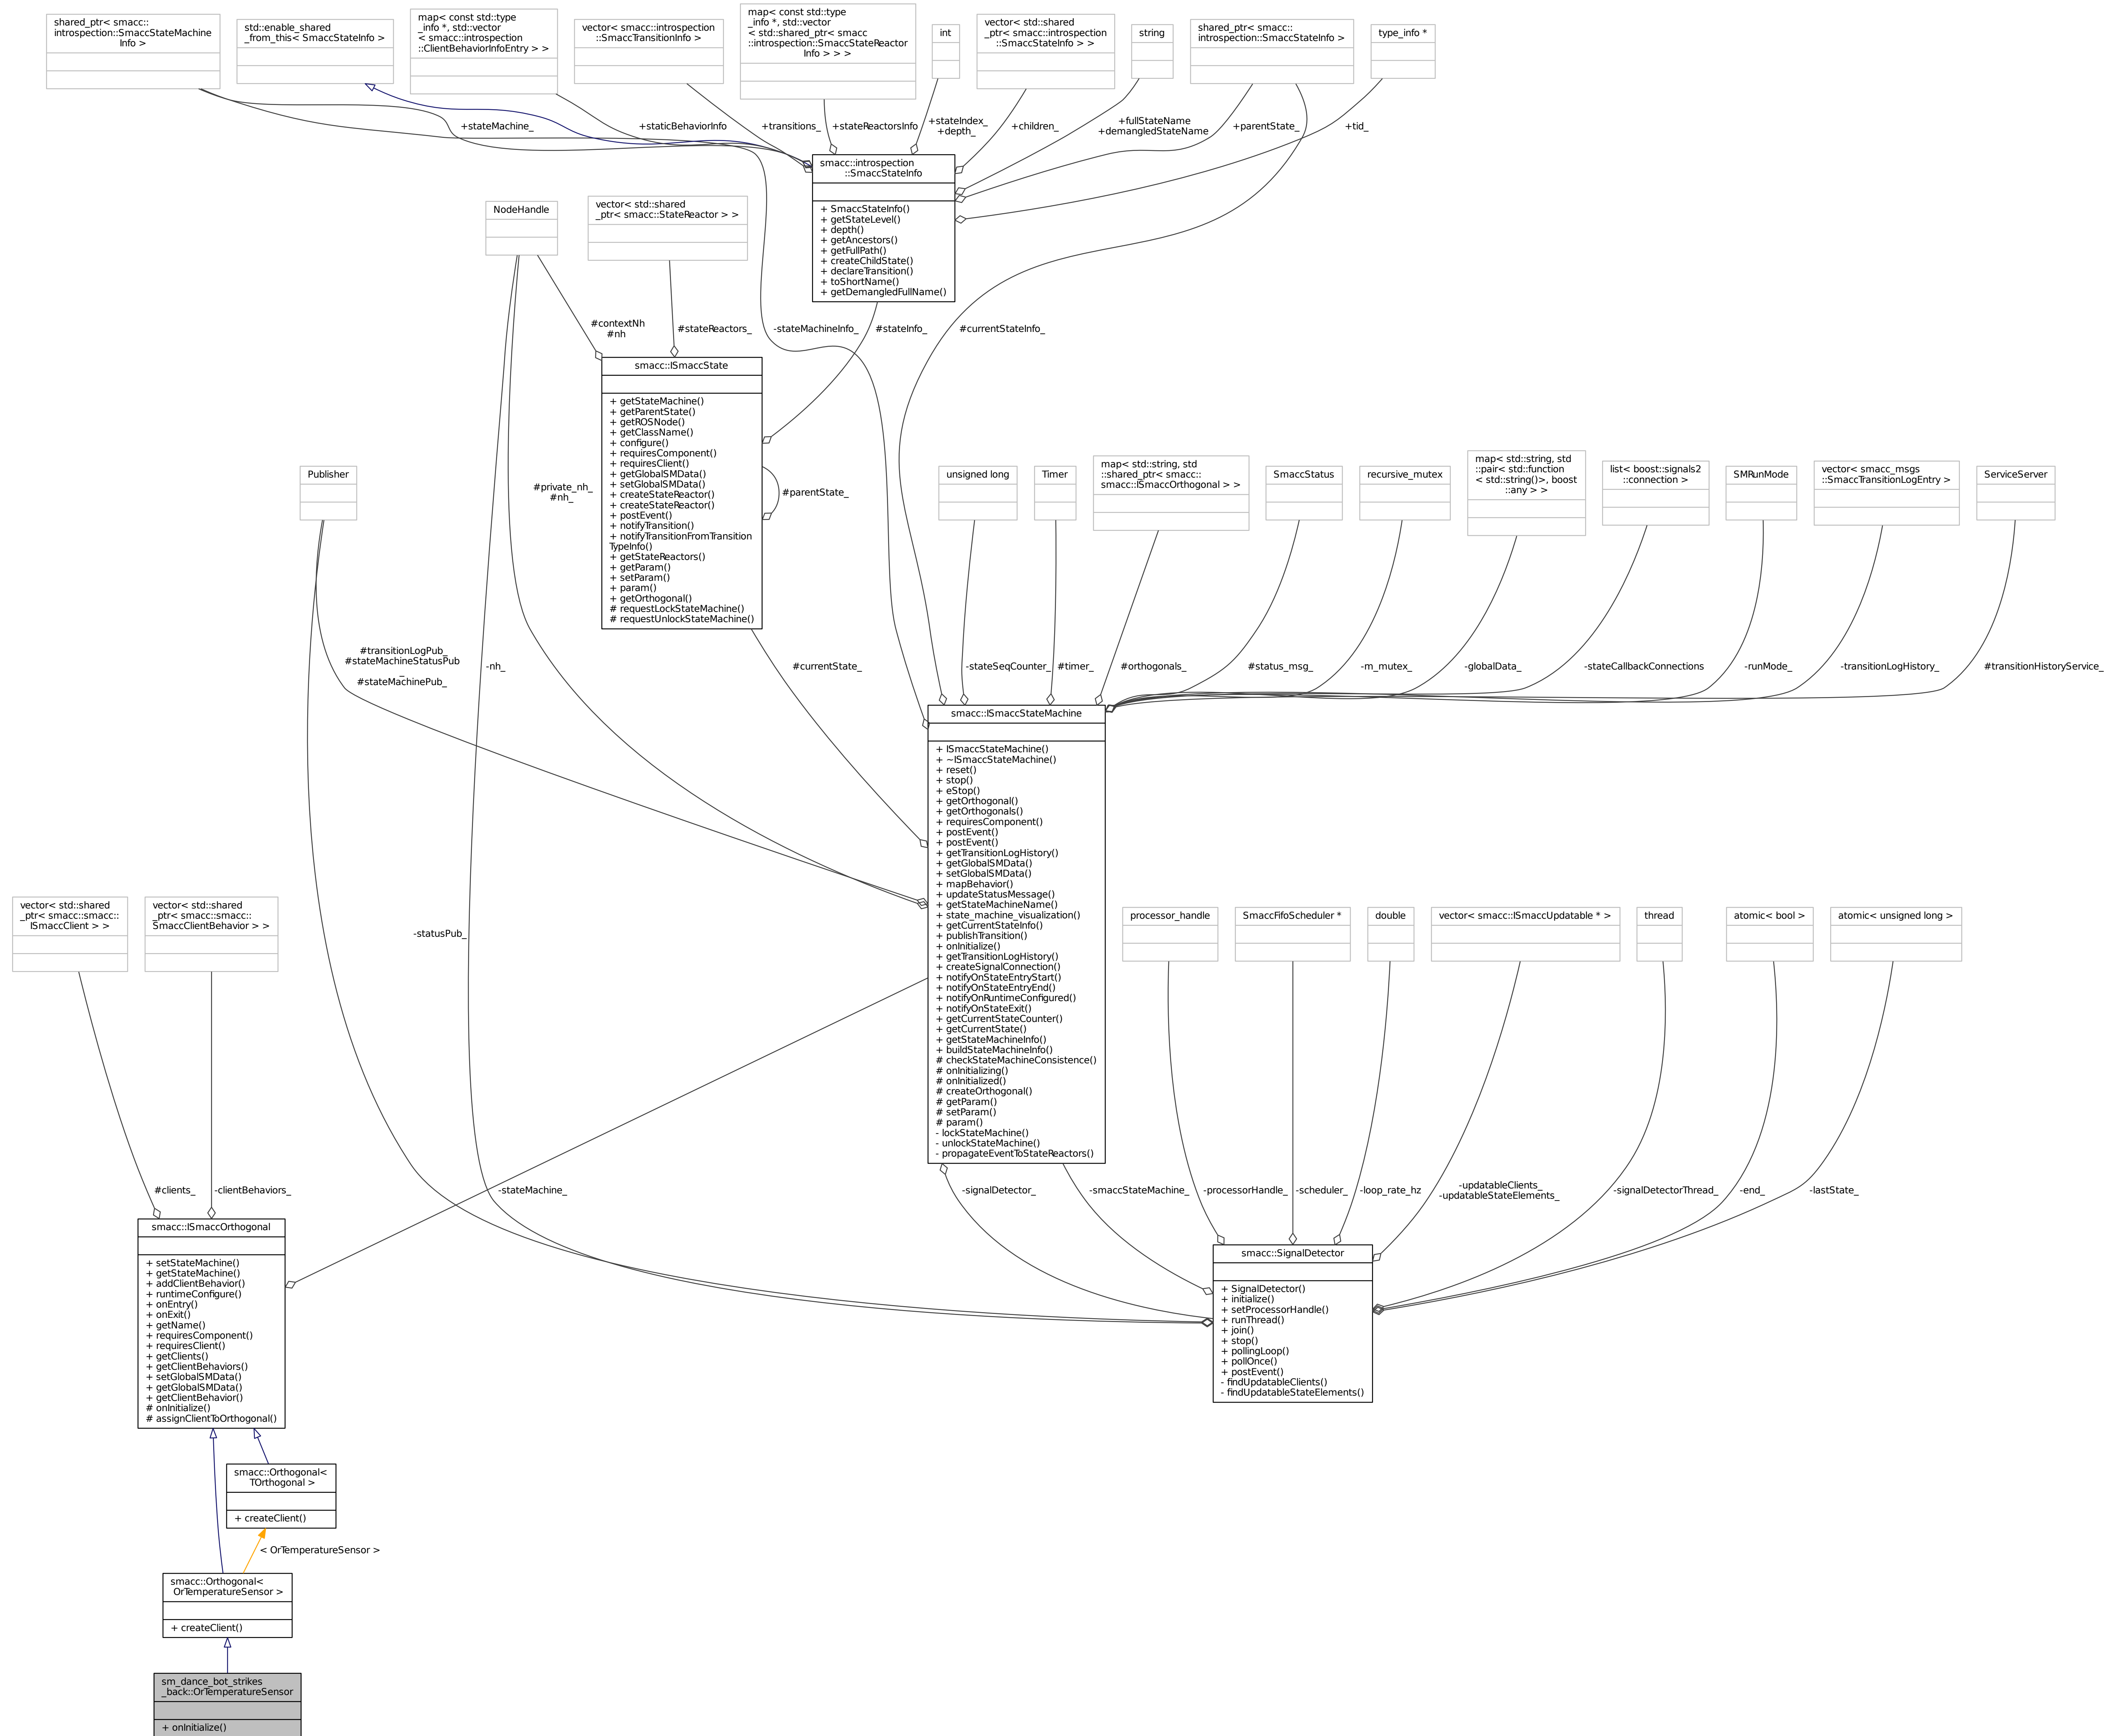 shared_ptr< smacc::
introspection::SmaccStateMachine
Info >
std::enable_shared
_from_this< SmaccStateInfo >
map< const std::type
_info *, std::vector
< smacc::introspection
::ClientBehaviorInfoEntry > >
vector< smacc::introspection
::SmaccTransitionInfo >
map< const std::type
_info *, std::vector
< std::shared_ptr< smacc
::introspection::SmaccStateReactor
Info > > >
int
vector< std::shared
_ptr< smacc::introspection
::SmaccStateInfo > >
string
shared_ptr< smacc::
introspection::SmaccStateInfo >
type_info *
+stateMachine_
+staticBehaviorInfo
+transitions_
+stateReactorsInfo
+stateIndex_
+depth_
+children_
+fullStateName
+demangledStateName
+parentState_
+tid_
smacc::introspection
::SmaccStateInfo
+ SmaccStateInfo()
+ getStateLevel()
+ depth()
+ getAncestors()
+ getFullPath()
+ createChildState()
+ declareTransition()
+ toShortName()
+ getDemangledFullName()
NodeHandle
vector< std::shared
_ptr< smacc::StateReactor > >
#contextNh
#nh
#stateReactors_
-stateMachineInfo_
#stateInfo_
#currentStateInfo_
smacc::ISmaccState
+ getStateMachine()
+ getParentState()
+ getROSNode()
+ getClassName()
+ configure()
+ requiresComponent()
+ requiresClient()
+ getGlobalSMData()
+ setGlobalSMData()
+ createStateReactor()
+ createStateReactor()
+ postEvent()
+ notifyTransition()
+ notifyTransitionFromTransition
TypeInfo()
+ getStateReactors()
+ getParam()
+ setParam()
+ param()
+ getOrthogonal()
# requestLockStateMachine()
# requestUnlockStateMachine()
#parentState_
#private_nh_
#nh_
Publisher
unsigned long
Timer
map< std::string, std
::shared_ptr< smacc::
smacc::ISmaccOrthogonal > >
SmaccStatus
recursive_mutex
map< std::string, std
::pair< std::function
< std::string()>, boost
::any > >
list< boost::signals2
::connection >
SMRunMode
vector< smacc_msgs
::SmaccTransitionLogEntry >
ServiceServer
#transitionLogPub_
#stateMachineStatusPub
_
#stateMachinePub_
-nh_
#currentState_
-stateSeqCounter_
#timer_
#orthogonals_
#status_msg_
-m_mutex_
-globalData_
-stateCallbackConnections
-runMode_
-transitionLogHistory_
#transitionHistoryService_
smacc::ISmaccStateMachine
+ ISmaccStateMachine()
+ ~ISmaccStateMachine()
+ reset()
+ stop()
+ eStop()
+ getOrthogonal()
+ getOrthogonals()
+ requiresComponent()
+ postEvent()
+ postEvent()
+ getTransitionLogHistory()
+ getGlobalSMData()
+ setGlobalSMData()
+ mapBehavior()
+ updateStatusMessage()
+ getStateMachineName()
+ state_machine_visualization()
+ getCurrentStateInfo()
+ publishTransition()
+ onInitialize()
+ getTransitionLogHistory()
+ createSignalConnection()
+ notifyOnStateEntryStart()
+ notifyOnStateEntryEnd()
+ notifyOnRuntimeConfigured()
+ notifyOnStateExit()
+ getCurrentStateCounter()
+ getCurrentState()
+ getStateMachineInfo()
+ buildStateMachineInfo()
# checkStateMachineConsistence()
# onInitializing()
# onInitialized()
# createOrthogonal()
# getParam()
# setParam()
# param()
- lockStateMachine()
- unlockStateMachine()
- propagateEventToStateReactors()
vector< std::shared
_ptr< smacc::smacc::
ISmaccClient > >
vector< std::shared
_ptr< smacc::smacc::
SmaccClientBehavior > >
-statusPub_
processor_handle
SmaccFifoScheduler *
double
vector< smacc::ISmaccUpdatable * >
thread
atomic< bool >
atomic< unsigned long >
#clients_
-clientBehaviors_
-stateMachine_
-signalDetector_
-smaccStateMachine_
-processorHandle_
-scheduler_
-loop_rate_hz
-updatableClients_
-updatableStateElements_
-signalDetectorThread_
-end_
-lastState_
smacc::ISmaccOrthogonal
+ setStateMachine()
+ getStateMachine()
+ addClientBehavior()
+ runtimeConfigure()
+ onEntry()
+ onExit()
+ getName()
+ requiresComponent()
+ requiresClient()
+ getClients()
+ getClientBehaviors()
+ setGlobalSMData()
+ getGlobalSMData()
+ getClientBehavior()
# onInitialize()
# assignClientToOrthogonal()
smacc::SignalDetector
+ SignalDetector()
+ initialize()
+ setProcessorHandle()
+ runThread()
+ join()
+ stop()
+ pollingLoop()
+ pollOnce()
+ postEvent()
- findUpdatableClients()
- findUpdatableStateElements()
smacc::Orthogonal<
TOrthogonal >
+ createClient()
< OrTemperatureSensor >
smacc::Orthogonal<
OrTemperatureSensor >
+ createClient()
sm_dance_bot_strikes
_back::OrTemperatureSensor
+ onInitialize()